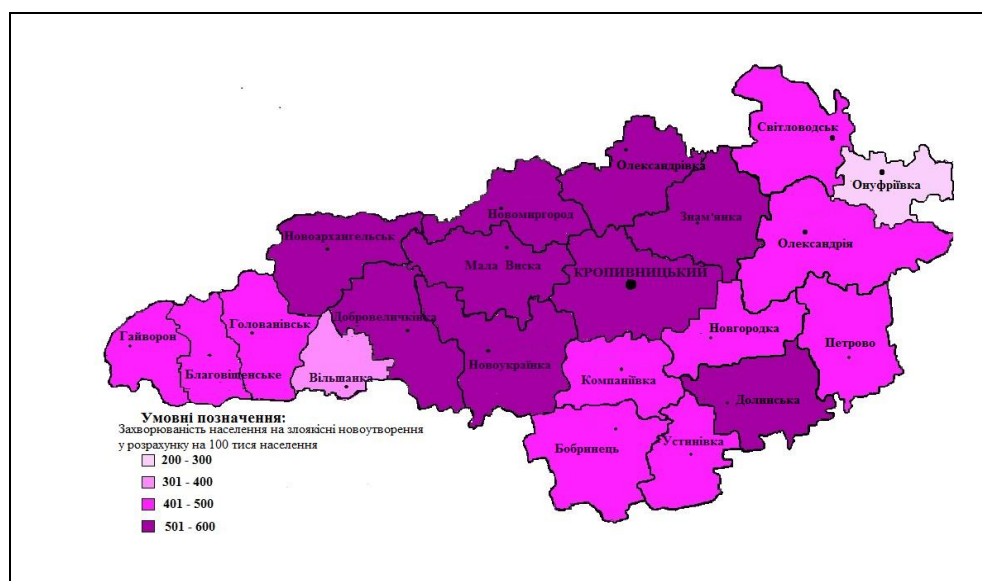 Світловодськ
Олександрівка
Онуфріївка
Новомиргород
Знам'янка
Новоархангельськ
Олександрія
Мала Виска
КРОПИВНИЦЬКИЙ
Добровеличківка
Голованівськ
Новгородка
Гайворон
Петрово
Новоукраїнка
Благовіщенське
Вільшанка
Компаніївка
Долинська
Бобринець
Устинівка
Умовні позначення:
Захворюваність населення на злоякісні новоутворення
у розрахунку на 100 тися населення
200 - 300
301 - 400
401 - 500
501 - 600